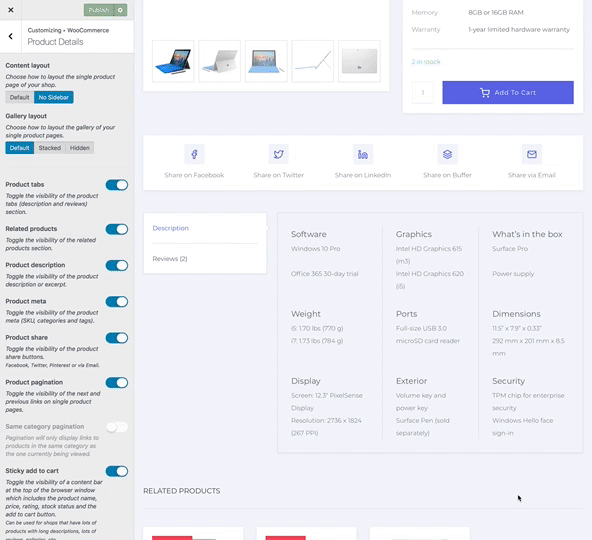 Publish
Customizing • WooCommerce
Product Details
Content layout
Choose how to layout the single product
page of your shop.
Default No Sidebar
Gallery layout
Choose how to layout the gallery of your
single product pages.
Default Stacked Hidden
Product tabs
Toggle the visibility of the product
tabs (description and reviews)
section.
Related products
Toggle the visibility of the related
products section.
Product description
Toggle the visibility of the product
description or excerpt.
Product meta
Toggle the visibility of the product
meta (SKU, categories and tags).
Product share
Toggle the visibility of the product
share buttons.
Facebook, Twitter, Pinterest or via Email.
Product pagination
Toggle the visibility of the next and
previous links on single product
pages.
Same category pagination
Pagination will only display links to
products in the same category as
the one currently being viewed.
Sticky add to cart
Toggle the visibility of a content bar
at the top of the browser window
which includes the product name,
price, rating, stock status and the
add to cart button.
Can be used for shops that have lots of
products with long descriptions, lots of
Memory 8GB or 16GB RAM
Warranty 1-year limited hardware warranty
2 in stock
1 Add To Cart
Share on Facebook Share on Twitter Share on LinkedIn Share on Buffer Share via Email
Description
Reviews (2)
Software
Windows 10 Pro
Office 365 30-day trial
Graphics
Intel HD Graphics 615
(m3)
Intel HD Graphics 620
(i5)
What's in the box
Surface Pro
Power supply
Weight
i5: 1.70 lbs (770 g)
i7: 1.73 lbs (784 g)
Ports
Full-size USB 3.0
microSD card reader
Dimensions
11.5" x 7.9" x 0.33"
292 mm x 201 mm x 8.5
mm
Display
Screen: 12.3" PixelSense
Display
Resolution: 2736 x 1824
(267 PPI)
Exterior
Volume key and
power key
Surface Pen (sold
separately)
Security
TPM chip for enterprise
security
Windows Hello face
sign-in
RELATED PRODUCTS